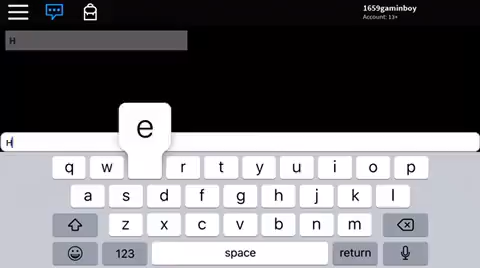 1659gaminboy
Account: 13+
H
H
e
q w r t y u i o p
a s d f g h j k l
z x c v b n m
123 space return